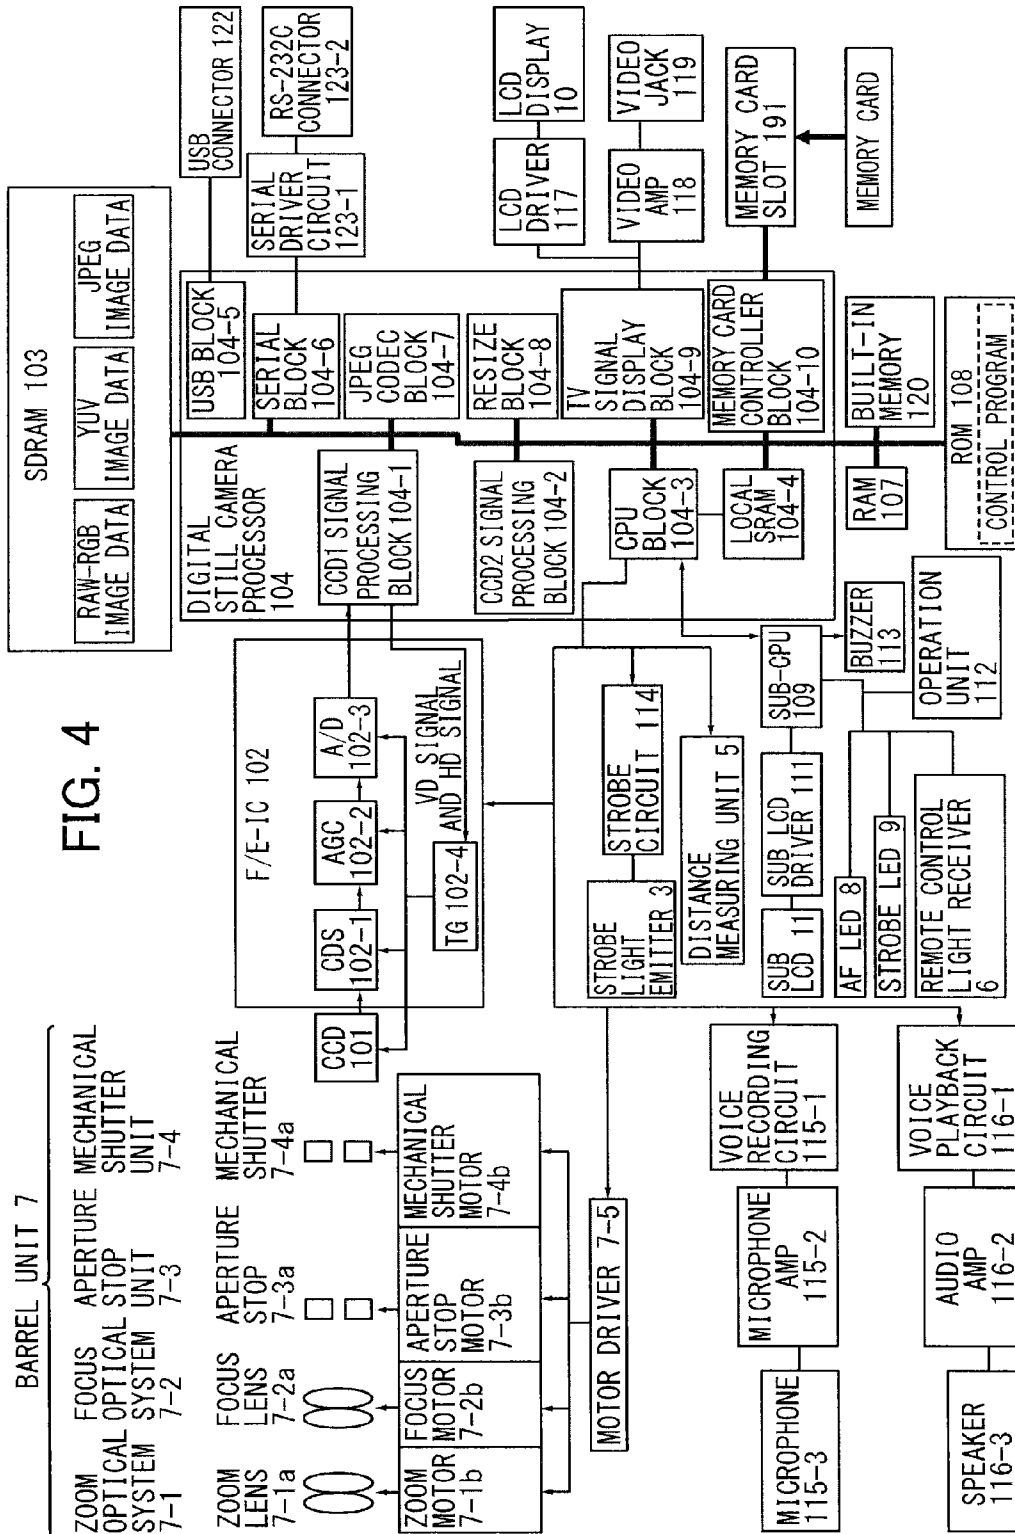 FIG. 4
BARREL UNIT 7
ZOOM
OPTICAL
SYSTEM
7-1
FOCUS
OPTICAL
SYSTEM
7-2
APERTURE
STOP
UNIT
7-3
MECHANICAL
SHUTTER
UNIT
7-4
ZOOM
LENS
7-1a
FOCUS
LENS
7-2a
APERTURE
STOP
7-3a
MECHANICAL
SHUTTER
7-4a
ZOOM
MOTOR
7-1b
FOCUS
MOTOR
7-2b
APERTURE
STOP
MOTOR
7-3b
MECHANICAL
SHUTTER
MOTOR
7-4b
MOTOR DRIVER 7-5
CCD
101
F/E-IC 102
CDS
102-1
AGC
102-2
A/D
102-3
TG 102-4
VD SIGNAL
AND HD SIGNAL
SDRAM 103
RAW-RGB
IMAGE DATA
YUV
IMAGE DATA
JPEG
IMAGE DATA
DIGITAL
STILL CAMERA
PROCESSOR
104
CCD1 SIGNAL
PROCESSING
BLOCK 104-1
CCD2 SIGNAL
PROCESSING
BLOCK 104-2
CPU
BLOCK
104-3
LOCAL
SRAM
104-4
USB BLOCK
104-5
SERIAL
BLOCK
104-6
JPEG
CODEC
BLOCK
104-7
RESIZE
BLOCK
104-8
TV
SIGNAL
DISPLAY
BLOCK
104-9
MEMORY CARD
CONTROLLER
BLOCK
104-10
USB
CONNECTOR 122
SERIAL
DRIVER
CIRCUIT
123-1
RS-232C
CONNECTOR
123-2
LCD
DRIVER
117
LCD
DISPLAY
10
VIDEO
AMP
118
VIDEO
JACK
119
MEMORY CARD
SLOT 191
MEMORY CARD
RAM
107
BUILT-IN
MEMORY
120
ROM 108
CONTROL PROGRAM
STROBE
LIGHT
EMITTER 3
STROBE
CIRCUIT 114
DISTANCE
MEASURING UNIT 5
SUB
LCD 11
SUB LCD
DRIVER 111
SUB-CPU
109
BUZZER
113
AF LED 8
STROBE LED 9
REMOTE CONTROL
LIGHT RECEIVER
6
OPERATION
UNIT
112
MICROPHONE
115-3
MICROPHONE
AMP
115-2
VOICE
RECORDING
CIRCUIT
115-1
SPEAKER
116-3
AUDIO
AMP
116-2
VOICE
PLAYBACK
CIRCUIT
116-1